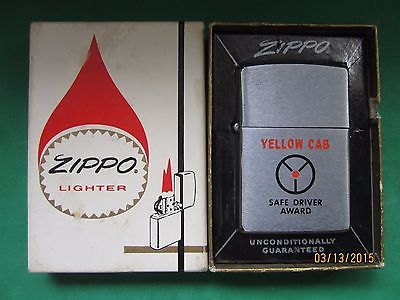 ZIPPO
LIGHTER
ZIPPO
YELLOW CAB
SAFE DRIVER
AWARD
UNCONDITIONALLY
GUARANTEED
03/13/2015